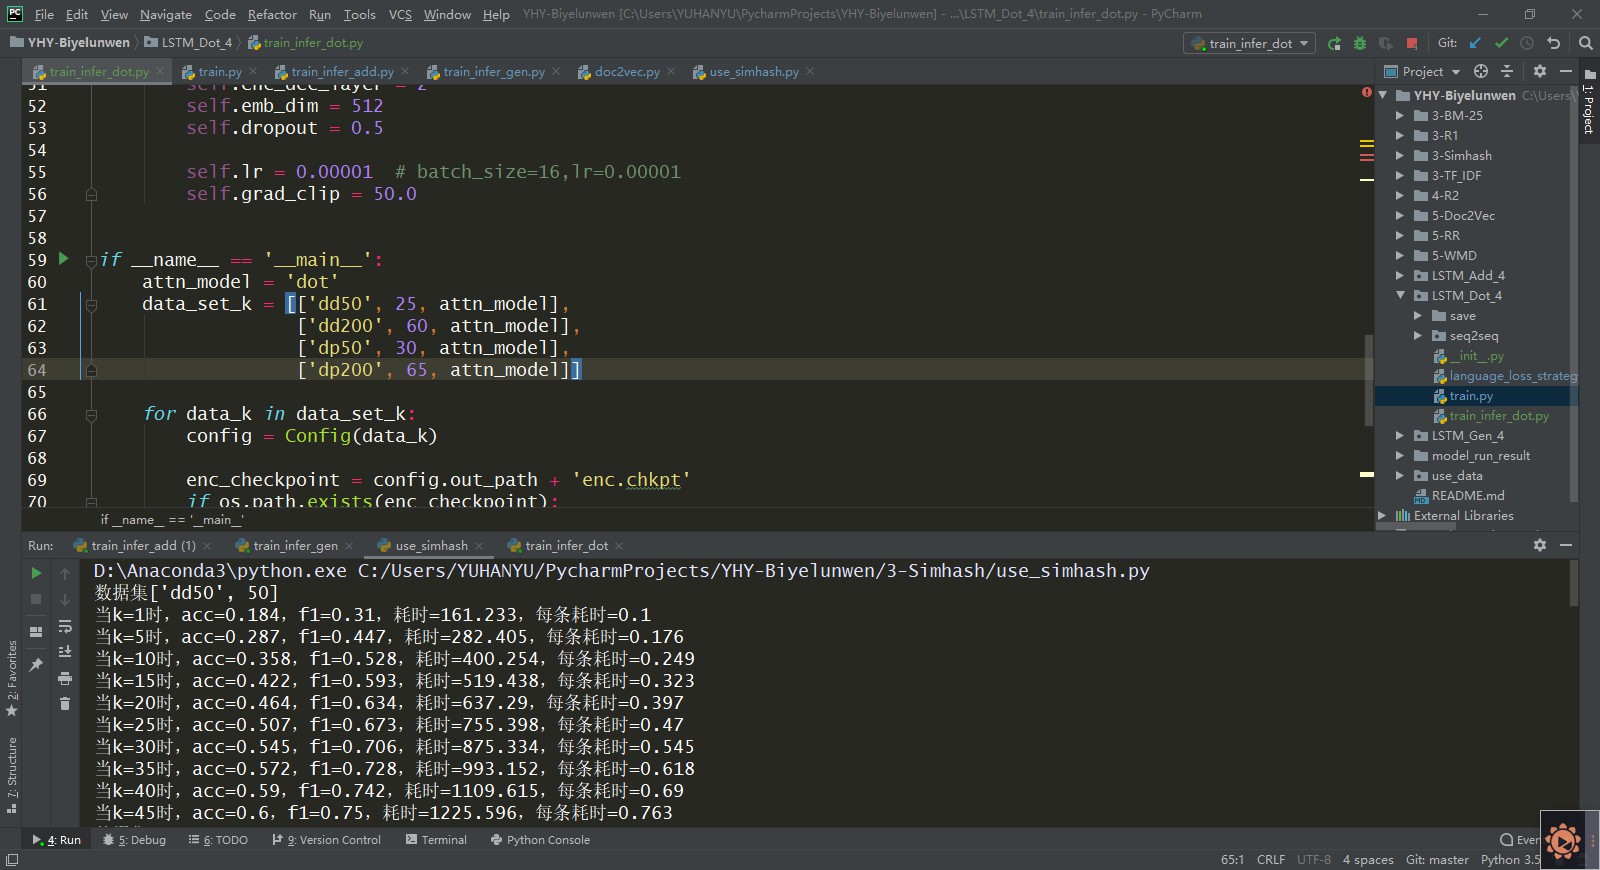 File Edit View Navigate Code Refactor Run Tools VCS Window Help YHY-Biyelunwen [C:\Users\YUHANYU\PycharmProjects\YHY-Biyelunwen] - ...\LSTM_Dot_4\train_infer_dot.py - PyCharm
YHY-Biyelunwen LSTM_Dot_4 train_infer_dot.py train_infer_dot Git:
train_infer_dot.py train.py train_infer_add.py train_infer_gen.py doc2vec.py use_simhash.py
51 self.enc_dec_layer = 2
52 self.emb_dim = 512
53 self.dropout = 0.5
54
55 self.lr = 0.00001 # batch_size=16,lr=0.00001
56 self.grad_clip = 50.0
57
58
59 if __name__ == '__main__':
60 attn_model = 'dot'
61 data_set_k = [['dd50', 25, attn_model],
62 ['dd200', 60, attn_model],
63 ['dp50', 30, attn_model],
64 ['dp200', 65, attn_model]]
65
66 for data_k in data_set_k:
67 config = Config(data_k)
68
69 enc_checkpoint = config.out_path + 'enc.chkpt'
70 if os.path.exists(enc_checkpoint):
if __name__ == '__main__'
Project
YHY-Biyelunwen C:\Users\Y
3-BM-25
3-R1
3-Simhash
3-TF_IDF
4-R2
5-Doc2Vec
5-RR
5-WMD
LSTM_Add_4
LSTM_Dot_4
save
seq2seq
__init__.py
language_loss_strateg
train.py
train_infer_dot.py
LSTM_Gen_4
model_run_result
use_data
README.md
External Libraries
1: Project
Run: train_infer_add (1) train_infer_gen use_simhash train_infer_dot
D:\Anaconda3\python.exe C:/Users/YUHANYU/PycharmProjects/YHY-Biyelunwen/3-Simhash/use_simhash.py
数据集['dd50', 50]
当k=1时，acc=0.184，f1=0.31，耗时=161.233，每条耗时=0.1
当k=5时，acc=0.287，f1=0.447，耗时=282.405，每条耗时=0.176
当k=10时，acc=0.358，f1=0.528，耗时=400.254，每条耗时=0.249
当k=15时，acc=0.422，f1=0.593，耗时=519.438，每条耗时=0.323
当k=20时，acc=0.464，f1=0.634，耗时=637.29，每条耗时=0.397
当k=25时，acc=0.507，f1=0.673，耗时=755.398，每条耗时=0.47
当k=30时，acc=0.545，f1=0.706，耗时=875.334，每条耗时=0.545
当k=35时，acc=0.572，f1=0.728，耗时=993.152，每条耗时=0.618
当k=40时，acc=0.59，f1=0.742，耗时=1109.615，每条耗时=0.69
当k=45时，acc=0.6，f1=0.75，耗时=1225.596，每条耗时=0.763
2: Favorites
7: Structure
4: Run 5: Debug 6: TODO 9: Version Control Terminal Python Console Even
65:1 CRLF UTF-8 4 spaces Git: master Python 3.5